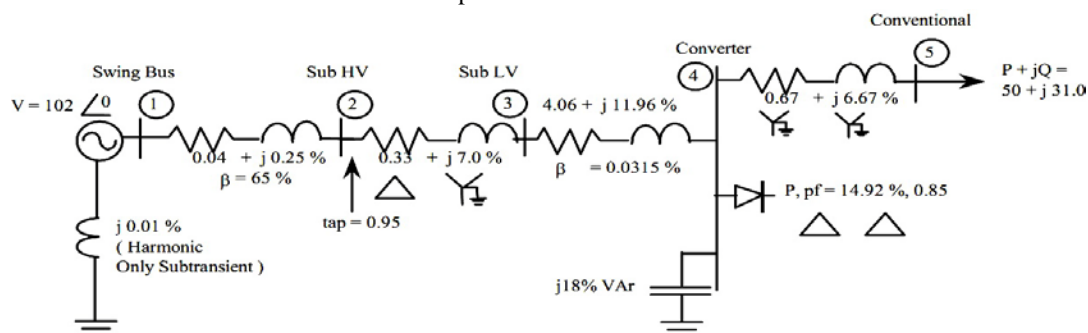 Conventional
Converter
5
Swing Bus
Sub HV
Sub LV
4
V = 102 ∠0
1
2
3
4.06 + j 11.96 %
0.67 + j 6.67 %
P + jQ =
50 + j 31.0
0.04 + j 0.25 %
β = 65 %
0.33 + j 7.0 %
β = 0.0315 %
P, pf = 14.92 %, 0.85
tap = 0.95
j 0.01 %
( Harmonic
Only Subtransient )
j18% VAr